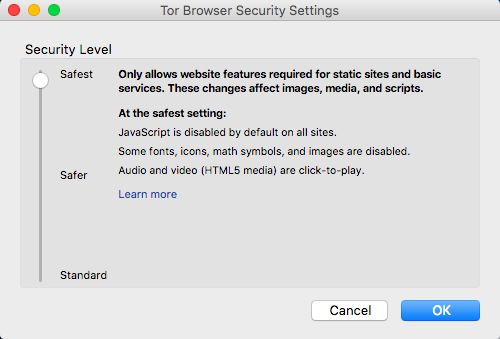 Tor Browser Security Settings
Security Level
Safest
Only allows website features required for static sites and basic
services. These changes affect images, media, and scripts.
At the safest setting:
JavaScript is disabled by default on all sites.
Some fonts, icons, math symbols, and images are disabled.
Audio and video (HTML5 media) are click-to-play.
Safer
Learn more
Standard
Cancel
OK